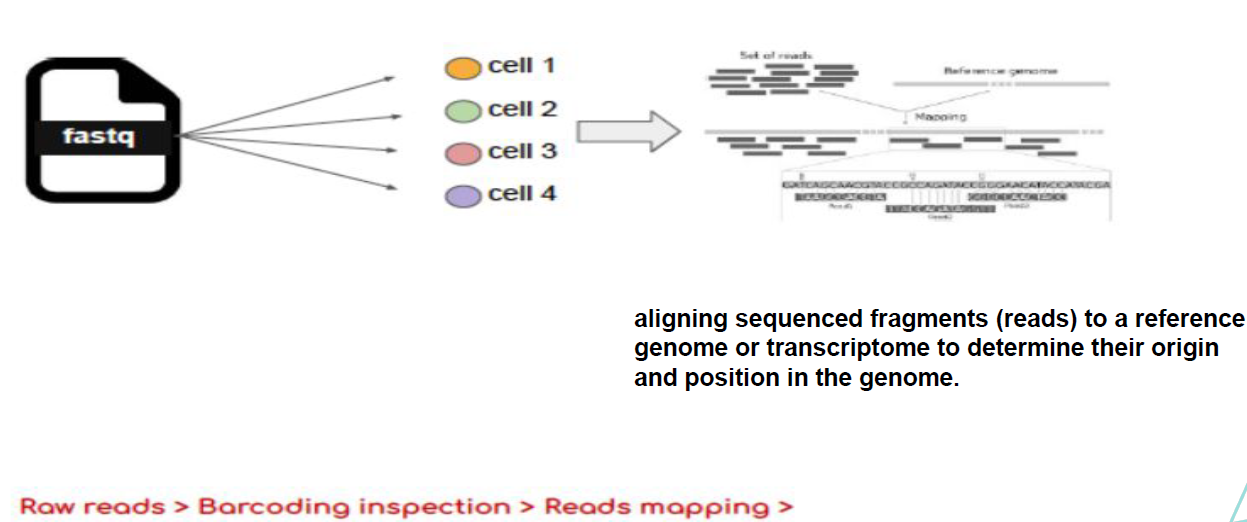 fastq
cell 1
cell 2
cell 3
cell 4
Set of reads
Reference genome
Mapping
aligning sequenced fragments (reads) to a reference
genome or transcriptome to determine their origin
and position in the genome.
Raw reads > Barcoding inspection > Reads mapping >